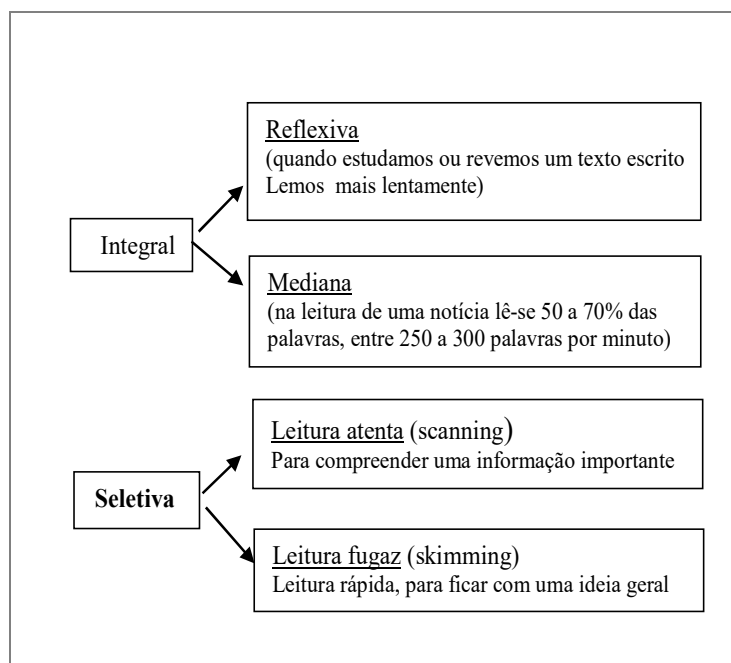 Reflexiva
(quando estudamos ou revemos um texto escrito
Lemos mais lentamente)
Integral
Mediana
(na leitura de uma notícia lê-se 50 a 70% das
palavras, entre 250 a 300 palavras por minuto)
Leitura atenta (scanning)
Para compreender uma informação importante
Seletiva
Leitura fugaz (skimming)
Leitura rápida, para ficar com uma ideia geral